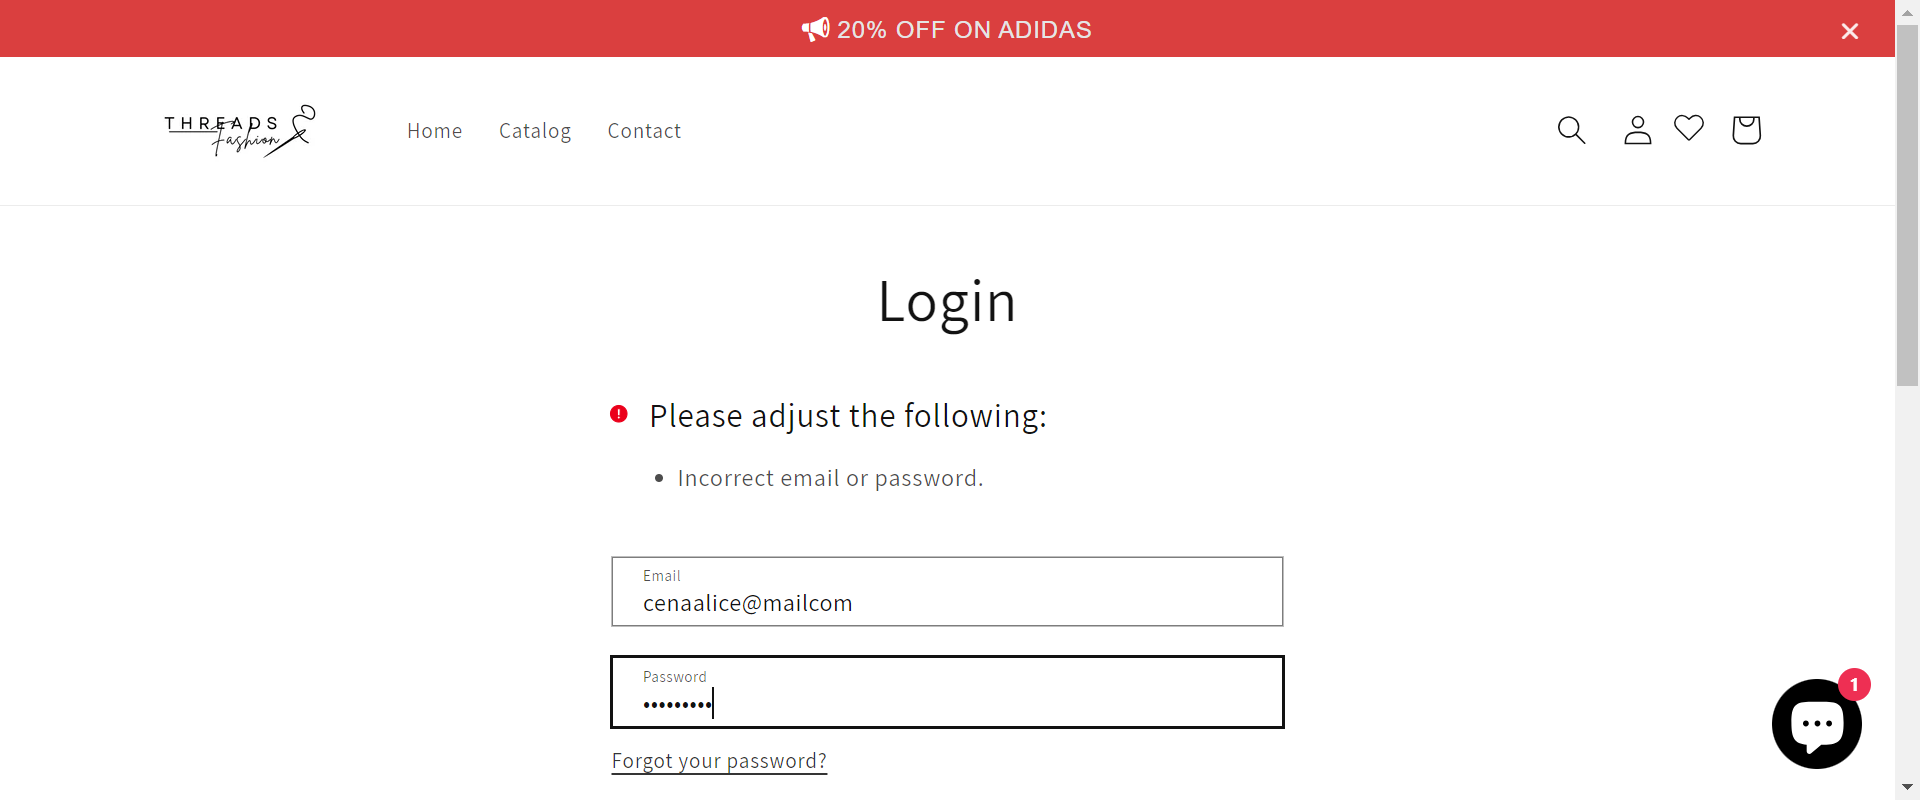 20% OFF ON ADIDAS
THREADS
Fashion
Home Catalog Contact
Login
Please adjust the following:
Incorrect email or password.
Email
cenaalice@mailcom
Password
•••••••••
Forgot your password?
1